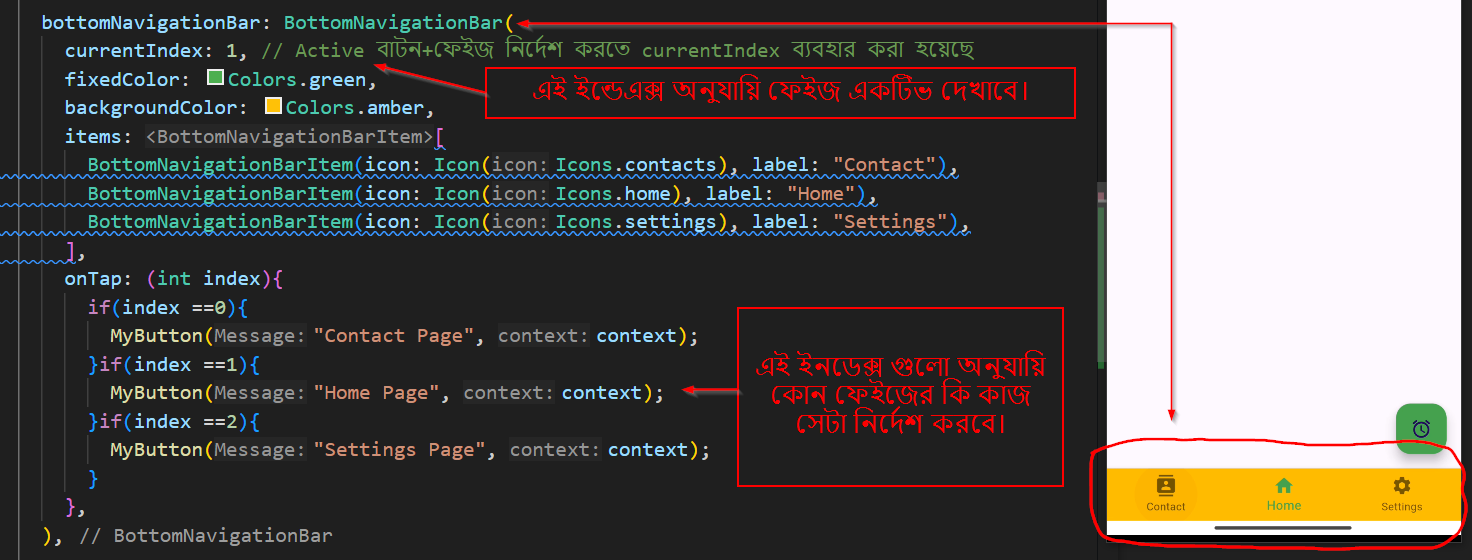 bottomNavigationBar: BottomNavigationBar(
currentIndex: 1, // Active বাটন+ফেইজ নির্দেশ করতে currentIndex ব্যবহার করা হয়েছে
fixedColor: Colors.green,
এই ইন্ডেএক্স অনুযায়ি ফেইজ একটিভ দেখাবে।
backgroundColor: Colors.amber,
items: <BottomNavigationBarItem>[
BottomNavigationBarItem(icon: Icon(icon: Icons.contacts), label: "Contact"),
BottomNavigationBarItem(icon: Icon(icon: Icons.home), label: "Home"),
BottomNavigationBarItem(icon: Icon(icon: Icons.settings), label: "Settings"),
],
onTap: (int index){
if(index ==0){
MyButton(Message: "Contact Page", context: context);
}if(index ==1){
MyButton(Message: "Home Page", context: context);
}if(index ==2){
MyButton(Message: "Settings Page", context: context);
}
},
), // BottomNavigationBar
এই ইনডেক্স গুলো অনুযায়ি
কোন ফেইজের কি কাজ
সেটা নির্দেশ করবে।
Contact
Home
Settings